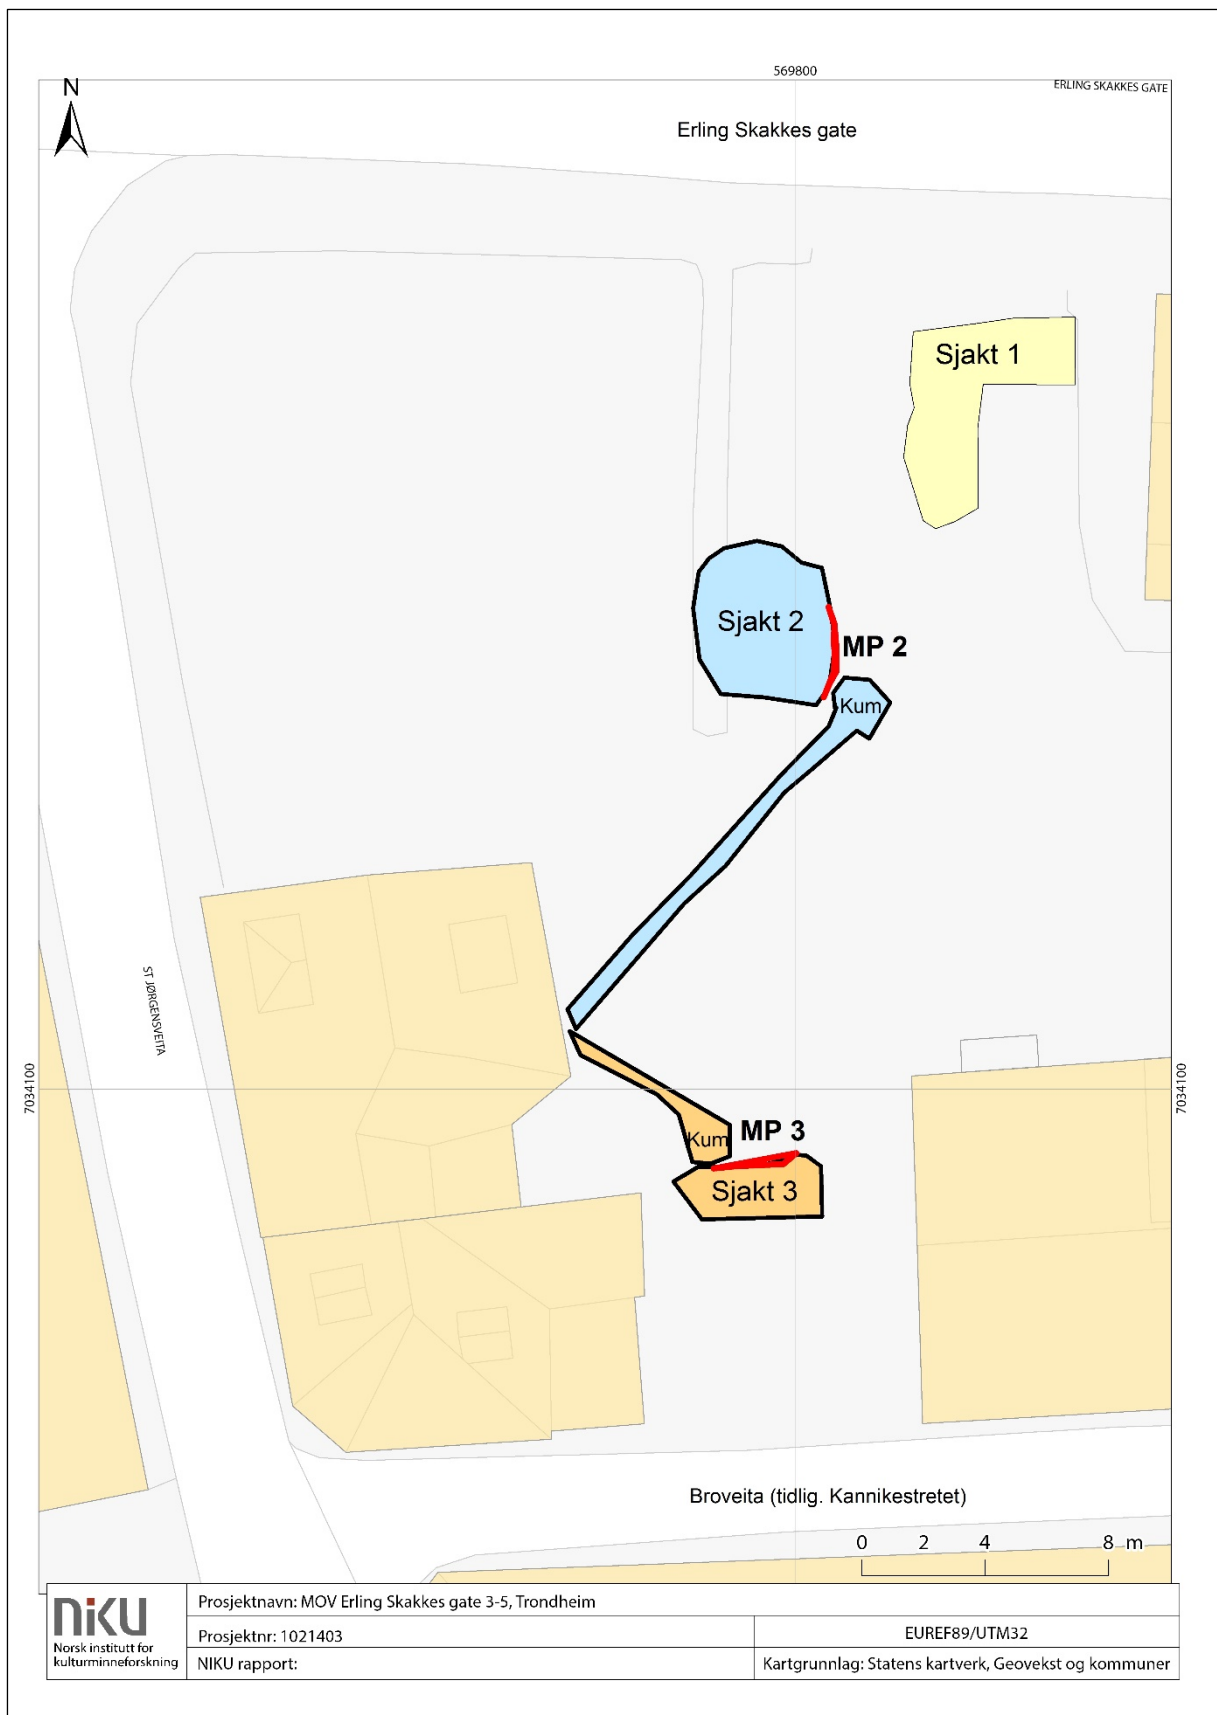 569800
ERLING SKAKKES GATE
N
Erling Skakkes gate
Sjakt 1
Sjakt 2
MP 2
Kum
ST JØRGENSVEITA
7034100
7034100
MP 3
Kum
Sjakt 3
Broveita (tidlig. Kannikestretet)
0 2 4 8 m
niku
Norsk institutt for
kulturminneforskning
Prosjektnavn: MOV Erling Skakkes gate 3-5, Trondheim
Prosjektnr: 1021403
EUREF89/UTM32
NIKU rapport:
Kartgrunnlag: Statens kartverk, Geovekst og kommuner